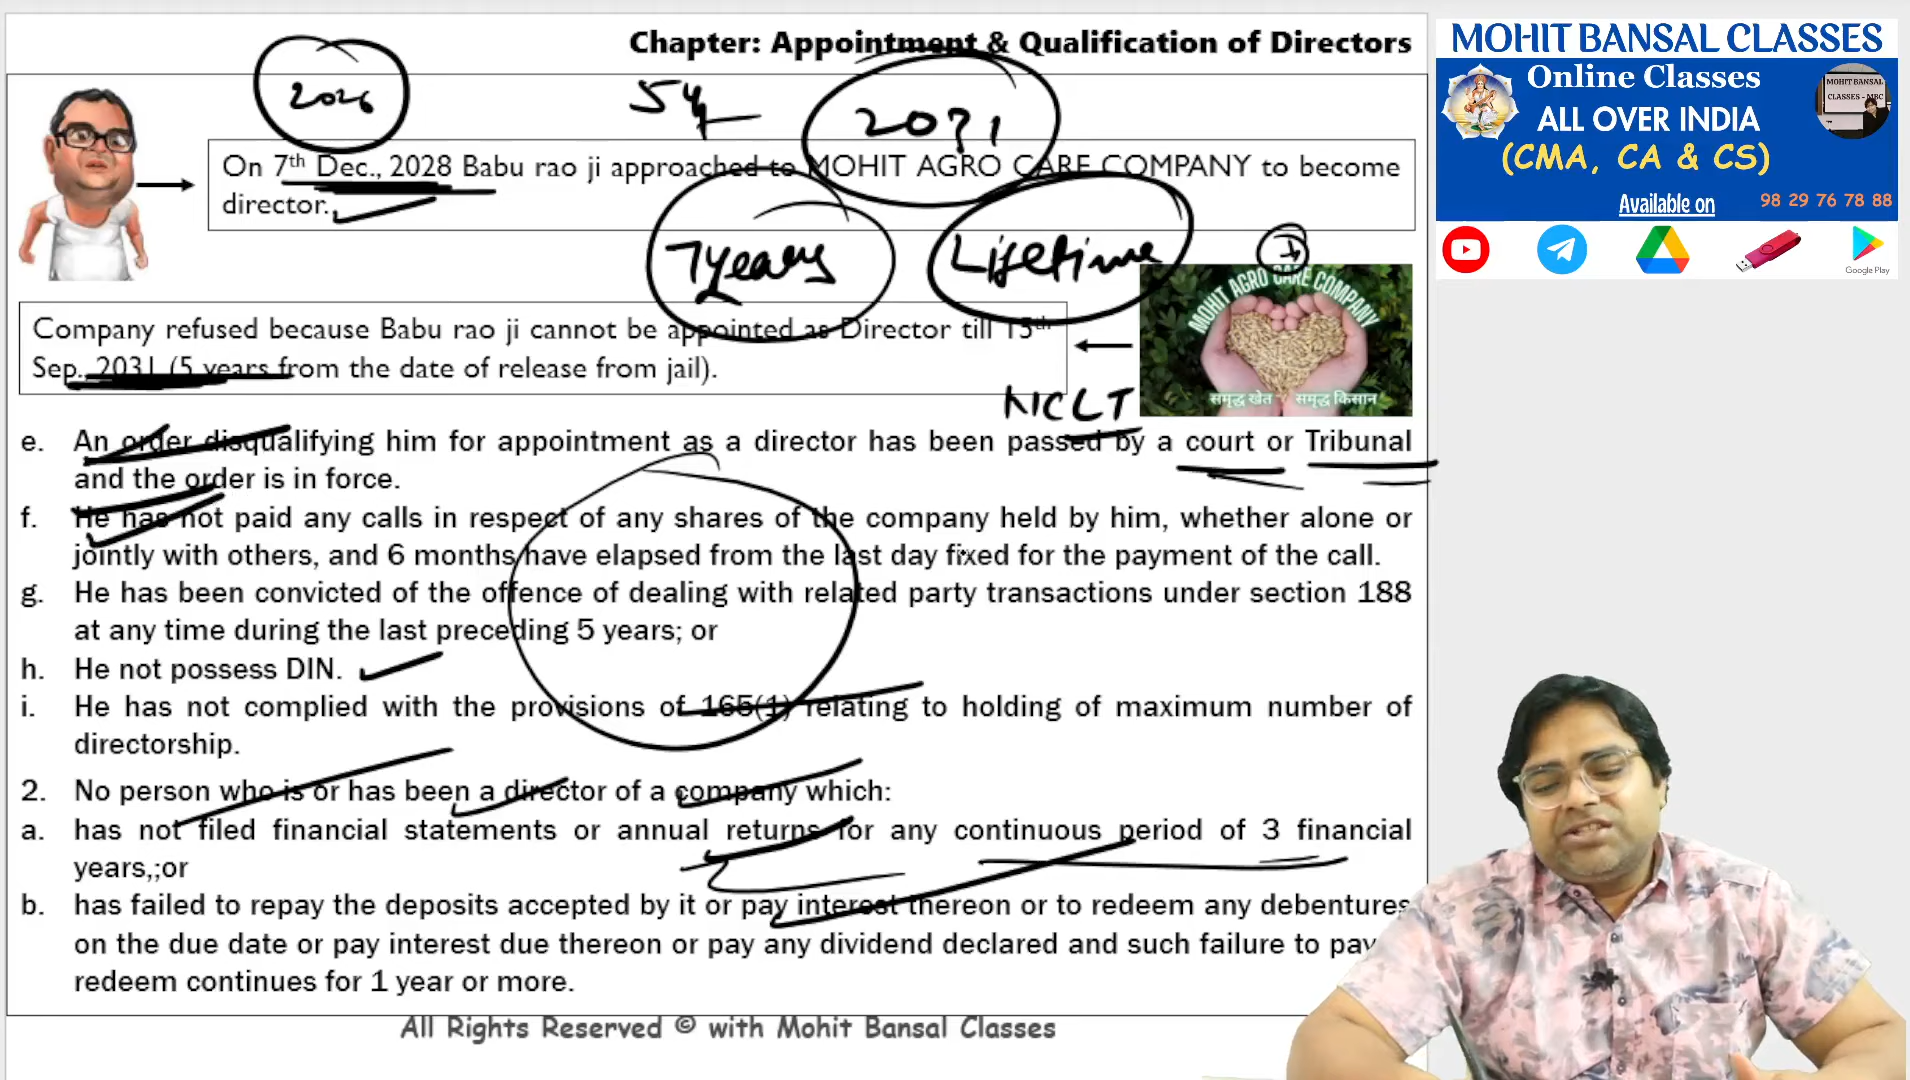 Chapter: Appointment & Qualification of Directors
2026
5y
2031
On 7th Dec., 2028 Babu rao ji approached to MOHIT AGRO CARE COMPANY to become
director.
7 years
Lifetime
MOHIT AGRO CARE COMPANY
Company refused because Babu rao ji cannot be appointed as Director till 15th
Sep., 2031 (5 years from the date of release from jail).
समृद्ध खेत समृद्ध किसान
NCLT
e. An order disqualifying him for appointment as a director has been passed by a court or Tribunal
and the order is in force.
f. He has not paid any calls in respect of any shares of the company held by him, whether alone or
jointly with others, and 6 months have elapsed from the last day fixed for the payment of the call.
g. He has been convicted of the offence of dealing with related party transactions under section 188
at any time during the last preceding 5 years; or
h. He not possess DIN.
i. He has not complied with the provisions of 165(1) relating to holding of maximum number of
directorship.
2. No person who is or has been a director of a company which:
a. has not filed financial statements or annual returns for any continuous period of 3 financial
years,;or
b. has failed to repay the deposits accepted by it or pay interest thereon or to redeem any debentures
on the due date or pay interest due thereon or pay any dividend declared and such failure to pay
redeem continues for 1 year or more.
All Rights Reserved © with Mohit Bansal Classes
MOHIT BANSAL CLASSES
Online Classes
ALL OVER INDIA
(CMA, CA & CS)
Available on
98 29 76 78 88
MOHIT BANSAL
CLASSES - MBC
Google Play